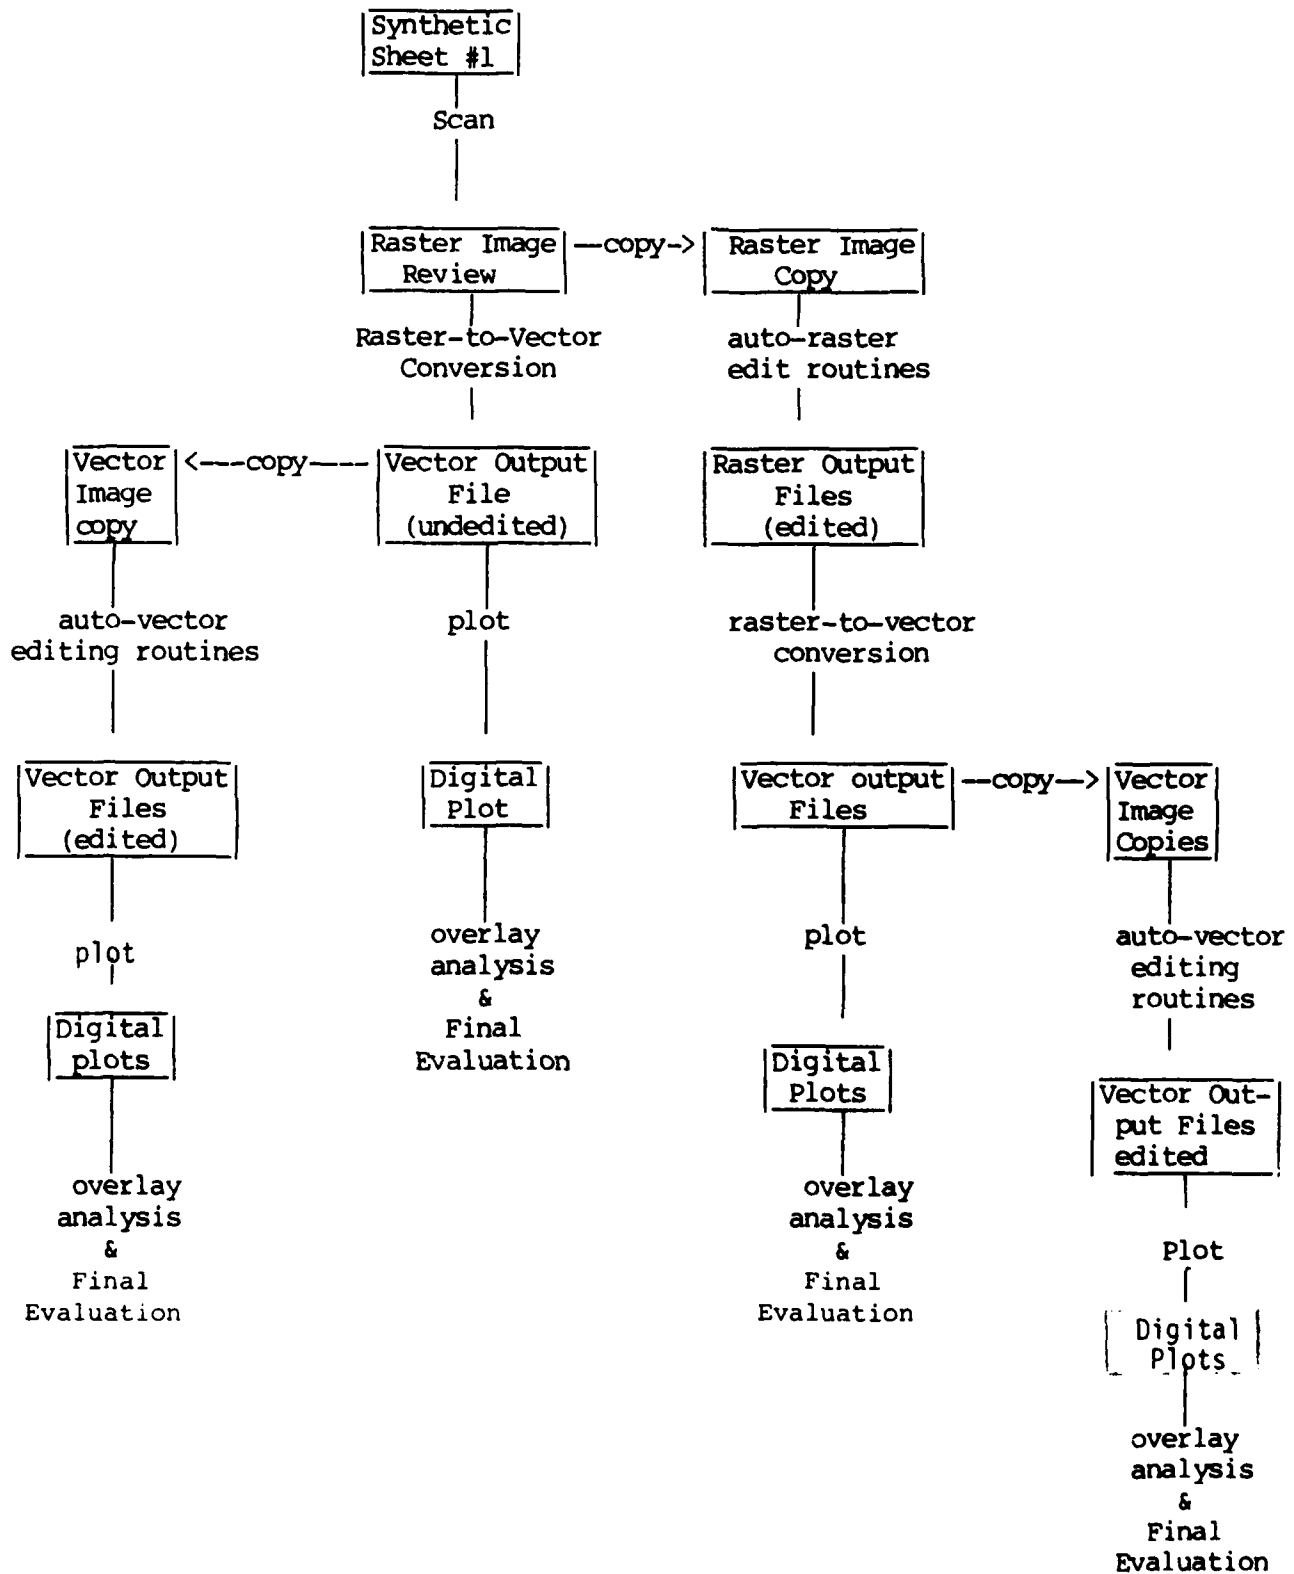 Synthetic
Sheet #1
Scan
Raster Image
Review
—copy->
Raster Image
Copy
Raster-to-Vector
Conversion
auto-raster
edit routines
Vector
Image
copy
<---copy----
Vector Output
File
(undedited)
Raster Output
Files
(edited)
auto-vector
editing routines
plot
raster-to-vector
conversion
Vector Output
Files
(edited)
Digital
Plot
Vector output
Files
—copy—>
Vector
Image
Copies
plot
overlay
analysis
&
Final
Evaluation
plot
auto-vector
editing
routines
Digital
plots
Digital
Plots
Vector Out-
put Files
edited
overlay
analysis
&
Final
Evaluation
overlay
analysis
&
Final
Evaluation
Plot
Digital
Plots
overlay
analysis
&
Final
Evaluation